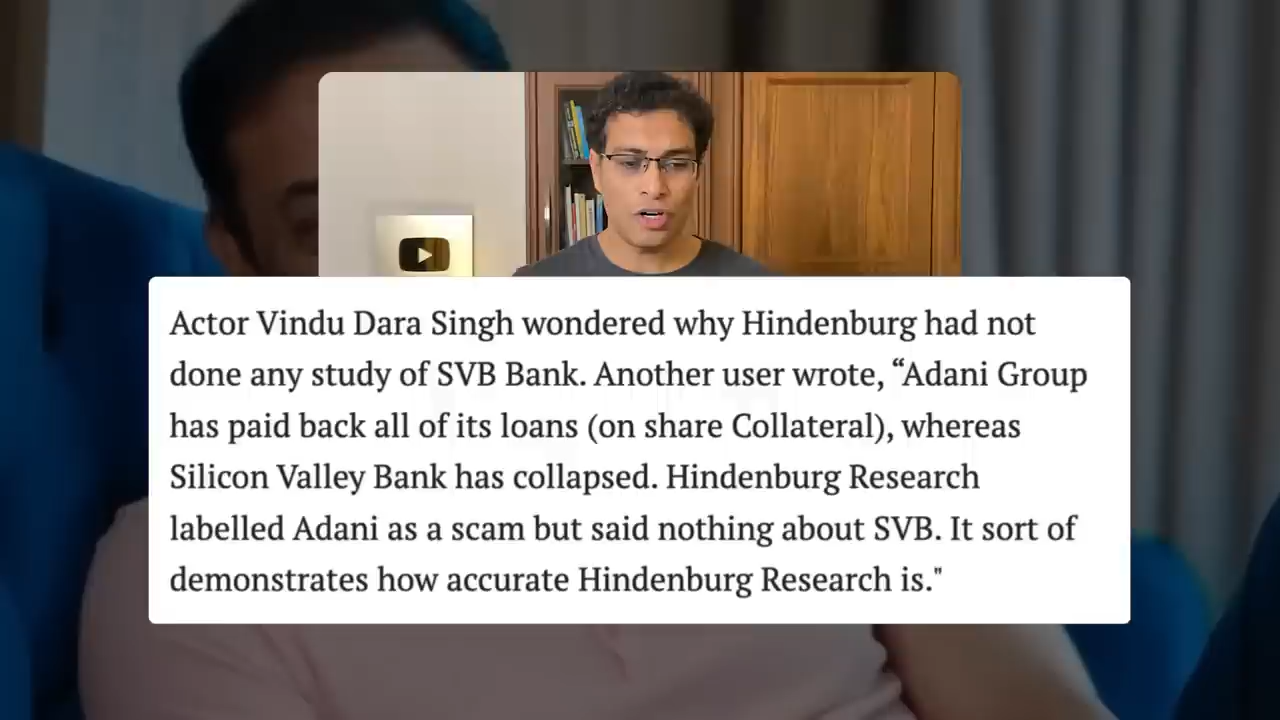 Actor Vindu Dara Singh wondered why Hindenburg had not
done any study of SVB Bank. Another user wrote, “Adani Group
has paid back all of its loans (on share Collateral), whereas
Silicon Valley Bank has collapsed. Hindenburg Research
labelled Adani as a scam but said nothing about SVB. It sort of
demonstrates how accurate Hindenburg Research is."